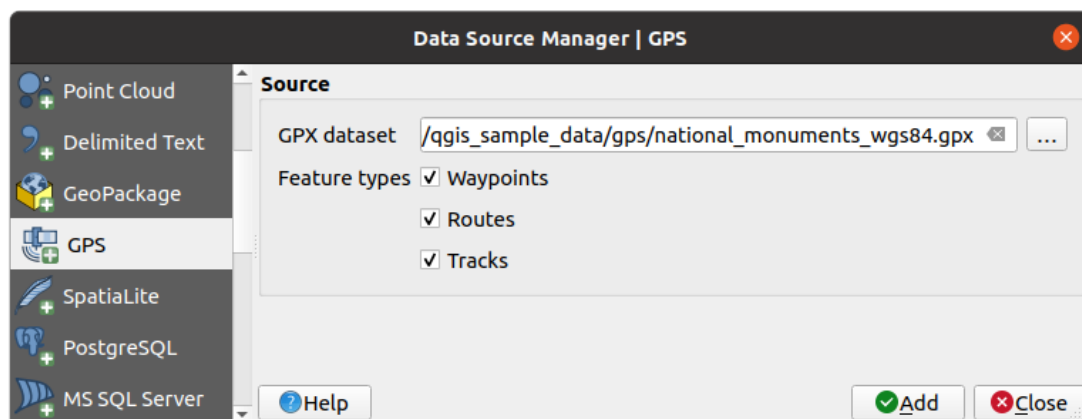 Data Source Manager | GPS
Point Cloud
Delimited Text
GeoPackage
GPS
SpatiaLite
PostgreSQL
MS SQL Server
Source
GPX dataset /qgis_sample_data/gps/national_monuments_wgs84.gpx ...
Feature types Waypoints
Routes
Tracks
Help Add Close